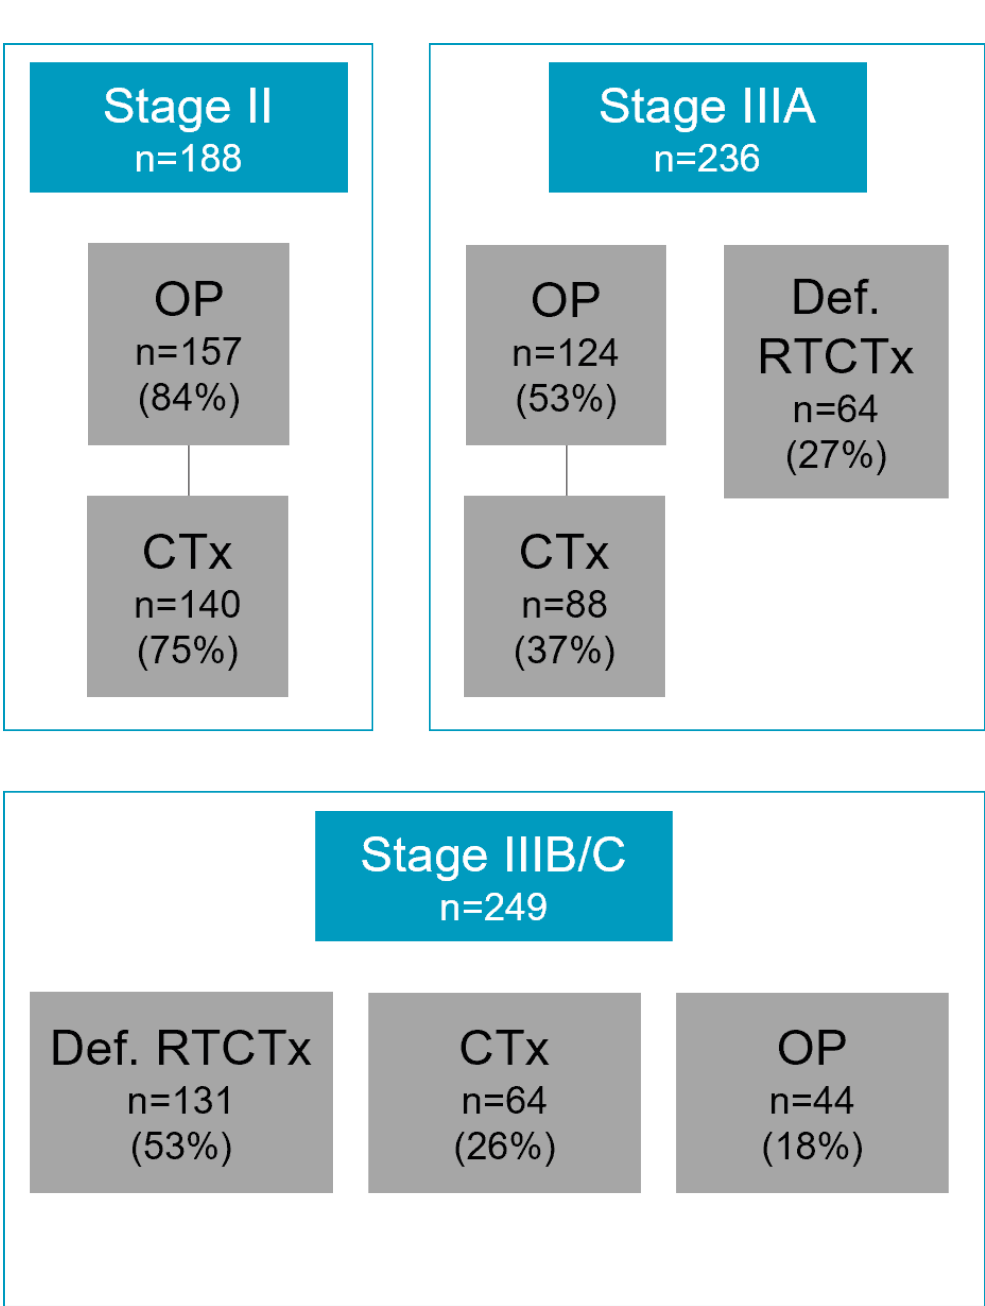 Stage II
n=188
OP
n=157
(84%)
CTx
n=140
(75%)
Stage IIIA
n=236
OP
n=124
(53%)
CTx
n=88
(37%)
Def.
RTCTx
n=64
(27%)
Stage IIIB/C
n=249
Def. RTCTx
n=131
(53%)
CTx
n=64
(26%)
OP
n=44
(18%)